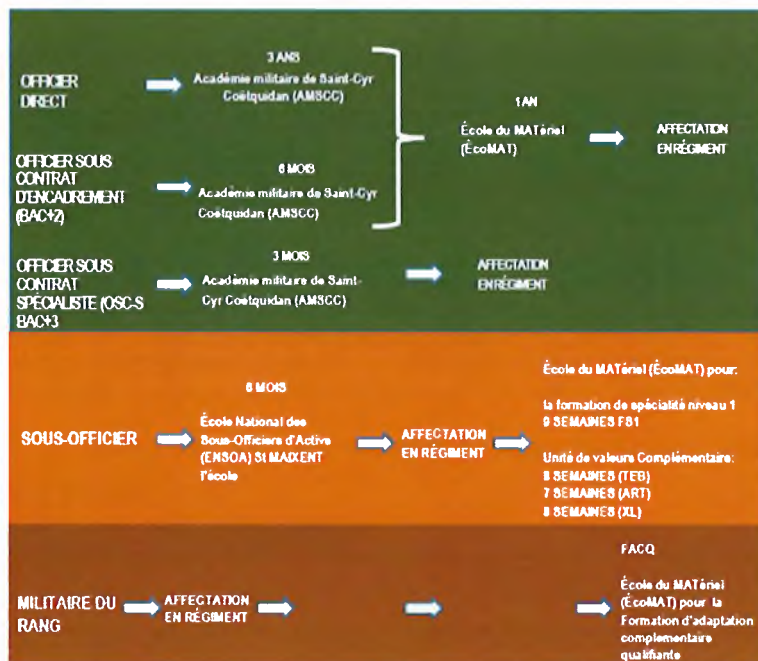 OFFICIER
DIRECT
3 ANS
Académie militaire de Saint-Cyr
Coëtquidan (AMSCC)
OFFICIER SOUS
CONTRAT
D'ENCADREMENT
(BAC+2)
6 MOIS
Académie militaire de Saint-Cyr
Coëtquidan (AMSCC)
1 AN
École du MATériel
(ÉcoMAT)
AFFECTATION
EN RÉGIMENT
OFFICIER SOUS
CONTRAT
SPÉCIALISTE (OSC-S
BAC+3
3 MOIS
Académie militaire de Saint-
Cyr Coëtquidan (AMSCC)
AFFECTATION
EN RÉGIMENT
SOUS-OFFICIER
6 MOIS
École National des
Sous-Officiers d'Active
(ENSOA) St MAIXENT
l'école
AFFECTATION
EN RÉGIMENT
École du MATériel (ÉcoMAT) pour:
la formation de spécialité niveau 1
9 SEMAINES FS1
Unité de valeurs Complémentaire:
SEMAINES (TEB)
7 SEMAINES (ART)
8 SEMAINES (XL)
MILITAIRE DU
RANG
AFFECTATION
EN RÉGIMENT
FACQ
École du MATériel
(ÉcoMAT) pour la
Formation d'adaptation
complementaire
qualifiante